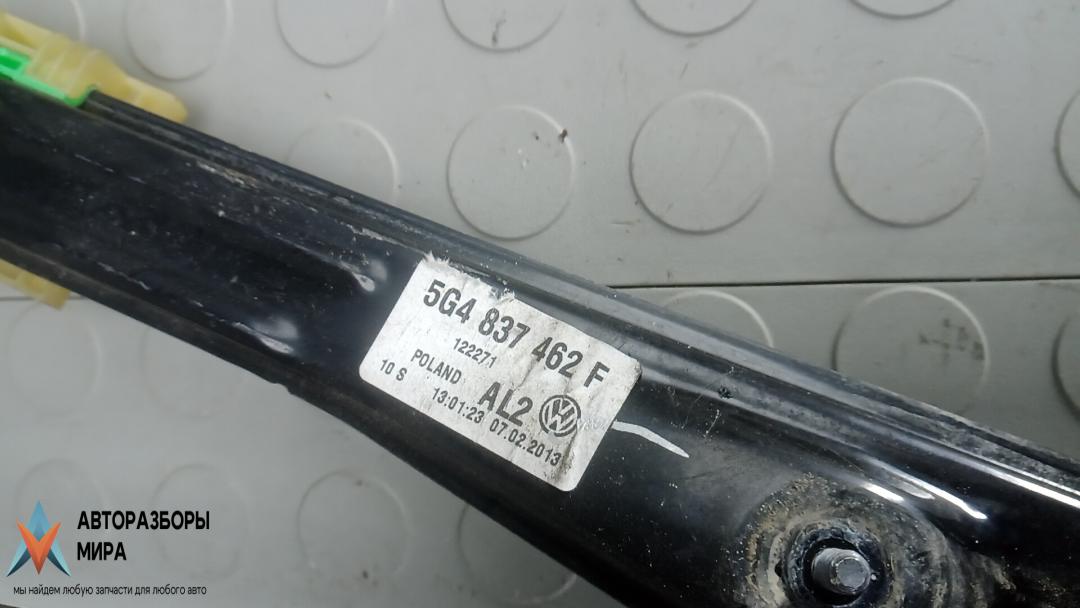 5G4 837 462 F
122271
POLAND AL2
10 S 13:01:23 07.02.2013
АВТОРАЗБОРЫ
МИРА
мы найдем любую запчасти для любого авто